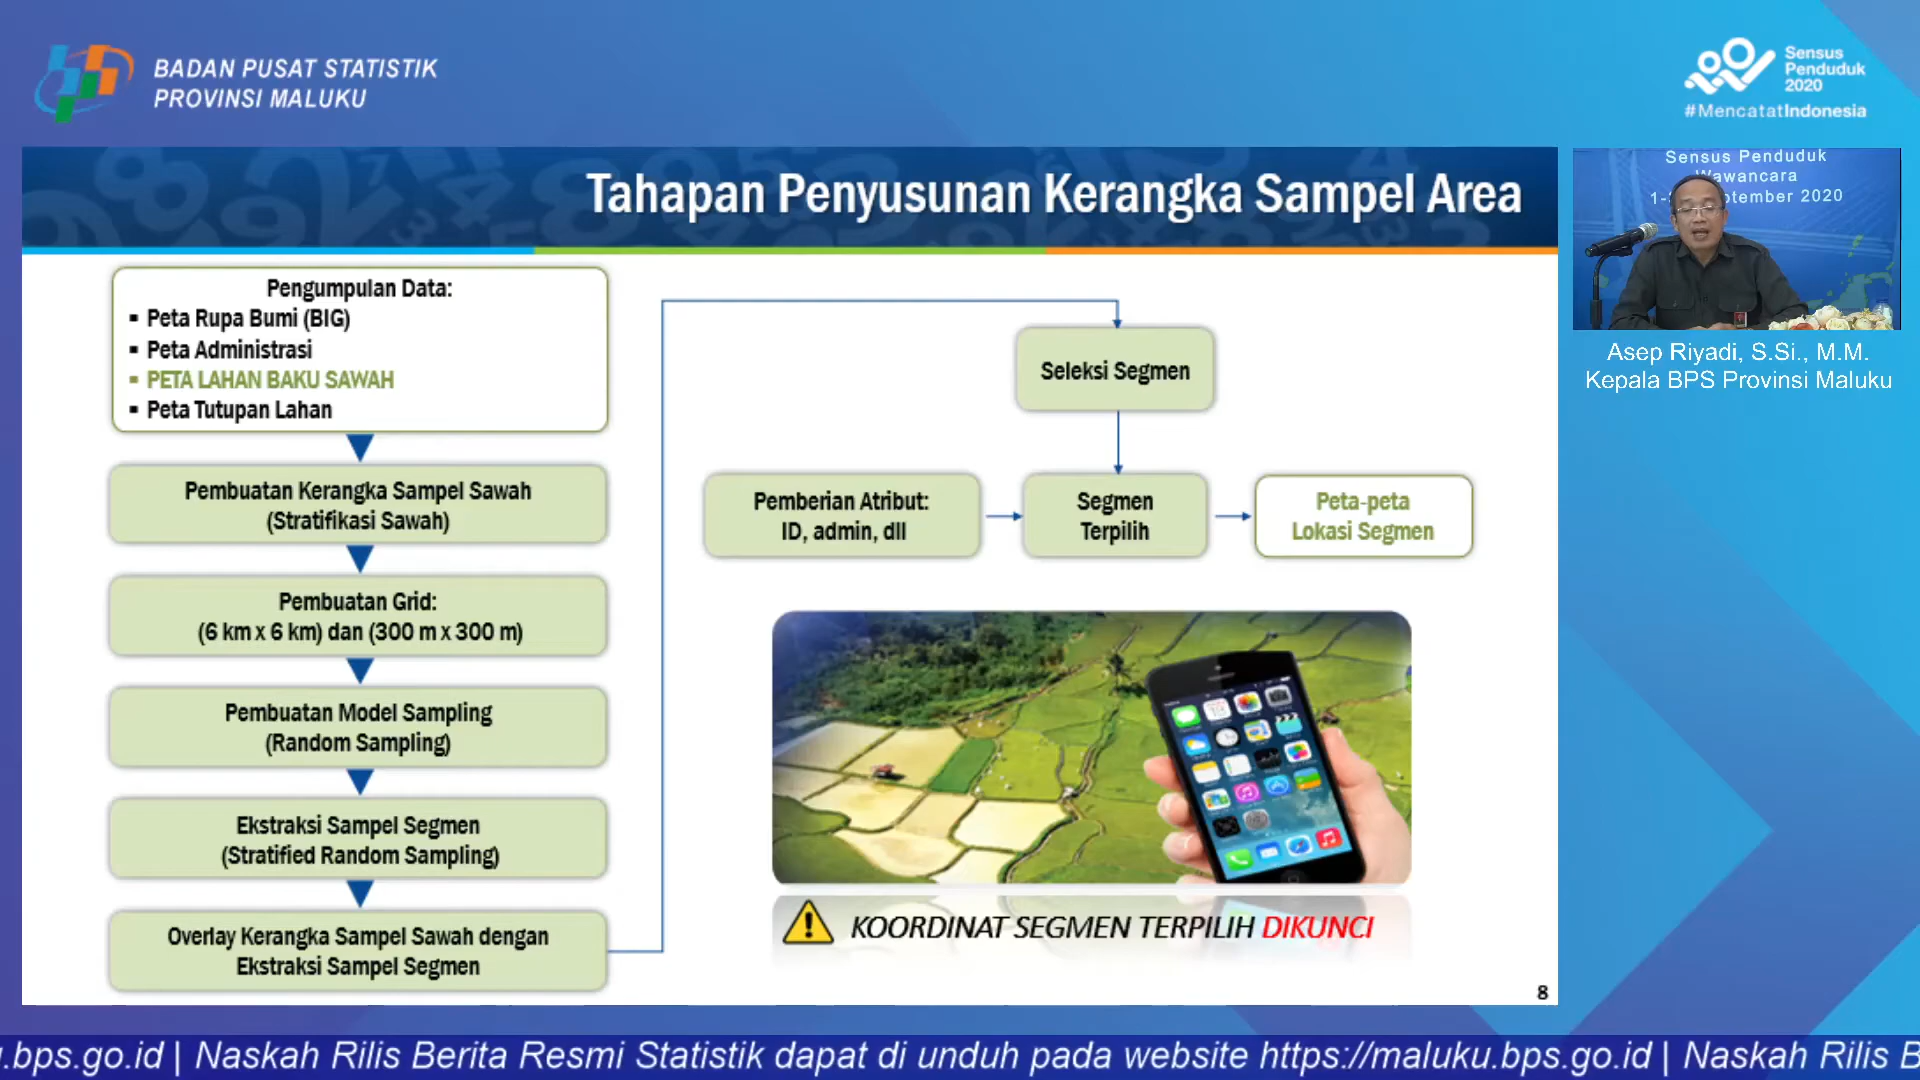 BADAN PUSAT STATISTIK
PROVINSI MALUKU
Sensus
Penduduk
2020
#MencatatIndonesia
Tahapan Penyusunan Kerangka Sampel Area
Pengumpulan Data:
▪ Peta Rupa Bumi (BIG)
▪ Peta Administrasi
▪ PETA LAHAN BAKU SAWAH
▪ Peta Tutupan Lahan
Pembuatan Kerangka Sampel Sawah
(Stratifikasi Sawah)
Pembuatan Grid:
(6 km x 6 km) dan (300 m x 300 m)
Pembuatan Model Sampling
(Random Sampling)
Ekstraksi Sampel Segmen
(Stratified Random Sampling)
Overlay Kerangka Sampel Sawah dengan
Ekstraksi Sampel Segmen
Seleksi Segmen
Pemberian Atribut:
ID, admin, dll
Segmen
Terpilih
Peta-peta
Lokasi Segmen
KOORDINAT SEGMEN TERPILIH DIKUNCI
8
Sensus Penduduk
Wawancara
2020
Asep Riyadi, S.Si., M.M.
Kepala BPS Provinsi Maluku
.bps.go.id | Naskah Rilis Berita Resmi Statistik dapat di unduh pada website https://maluku.bps.go.id | Naskah Rilis B